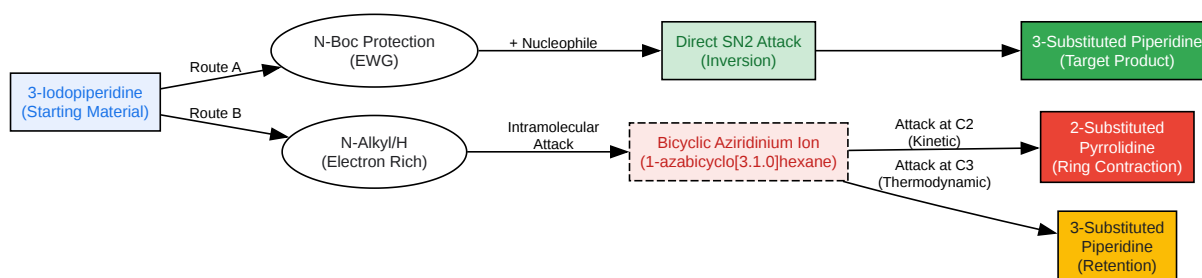 3-Iodopiperidine
(Starting Material)
Route A
Route B
N-Boc Protection
(EWG)
+ Nucleophile
Direct SN2 Attack
(Inversion)
3-Substituted Piperidine
(Target Product)
N-Alkyl/H
(Electron Rich)
Intramolecular
Attack
Bicyclic Aziridinium Ion
(1-azabicyclo[3.1.0]hexane)
Attack at C2
(Kinetic)
2-Substituted
Pyrrolidine
(Ring Contraction)
Attack at C3
(Thermodynamic)
3-Substituted
Piperidine
(Retention)